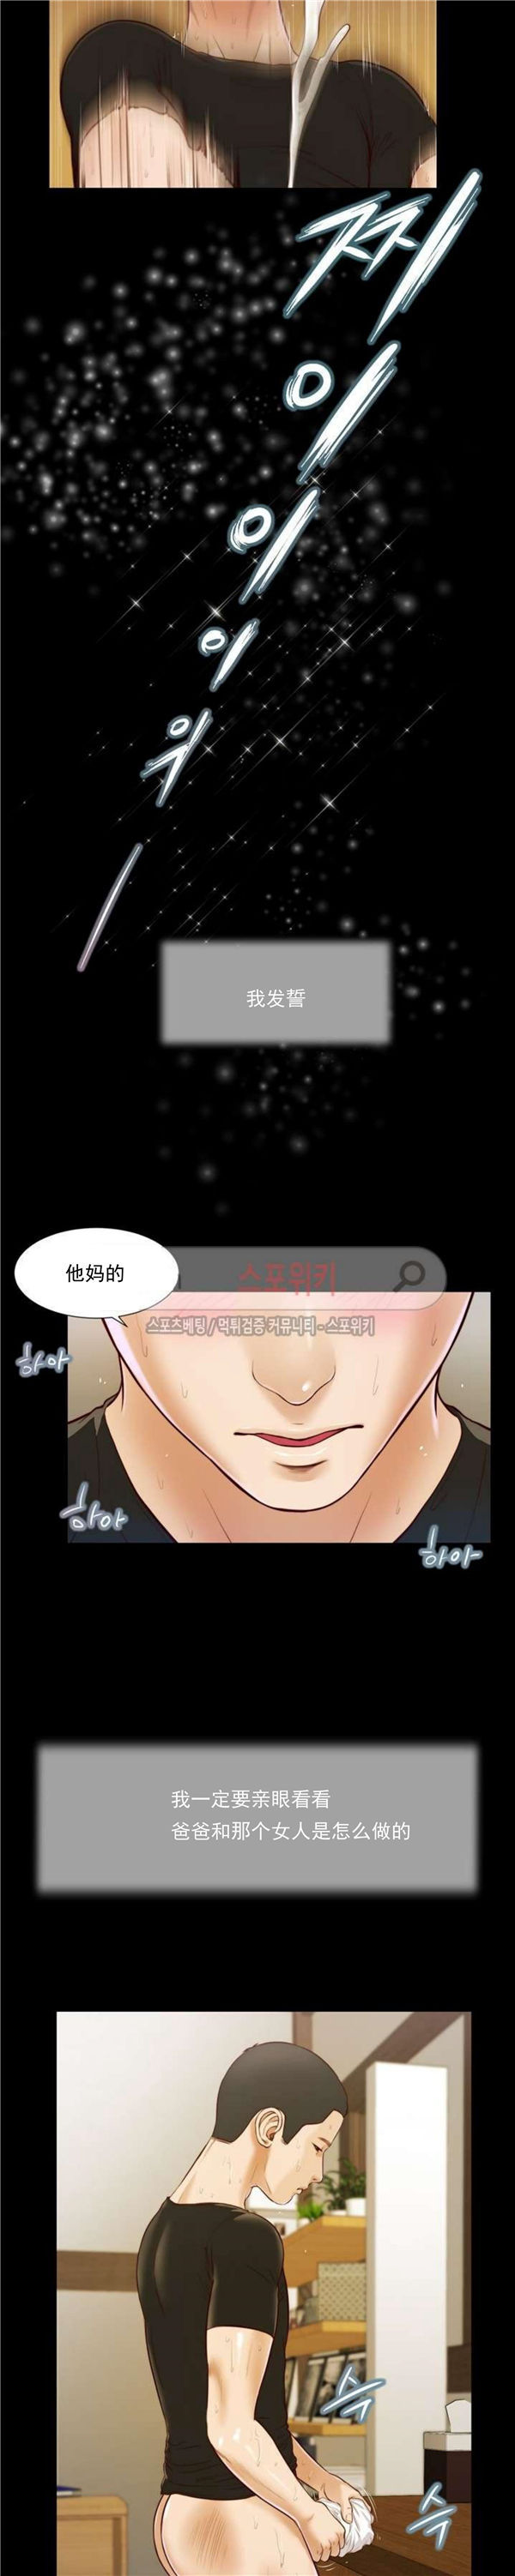 찌이이이익
我发誓
他妈的
스포위키
스포츠베팅 / 먹튀검증 커뮤니티 - 스포위키
하아
하아
하아
我一定要亲眼看看
爸爸和那个女人是怎么做的
슥
슥